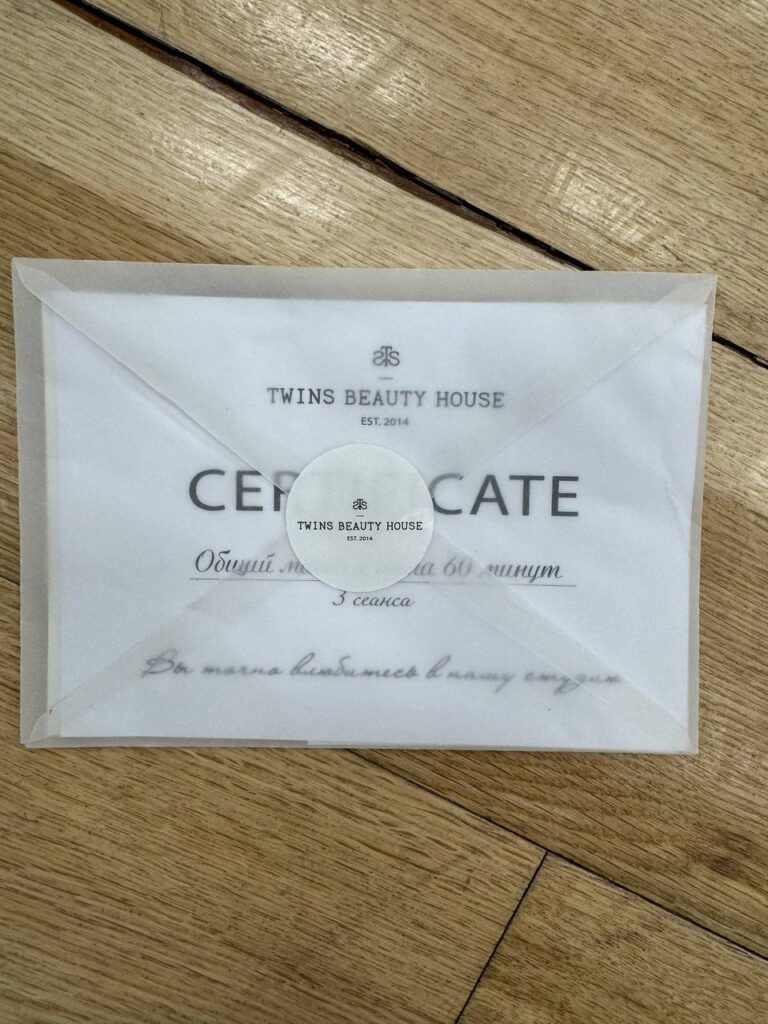 TWINS BEAUTY HOUSE
EST. 2014
CER CATE
TWINS BEAUTY HOUSE
EST. 2014
Общий на 60 минут
3 сеанса
Вы точно влюбитесь в нашу студию